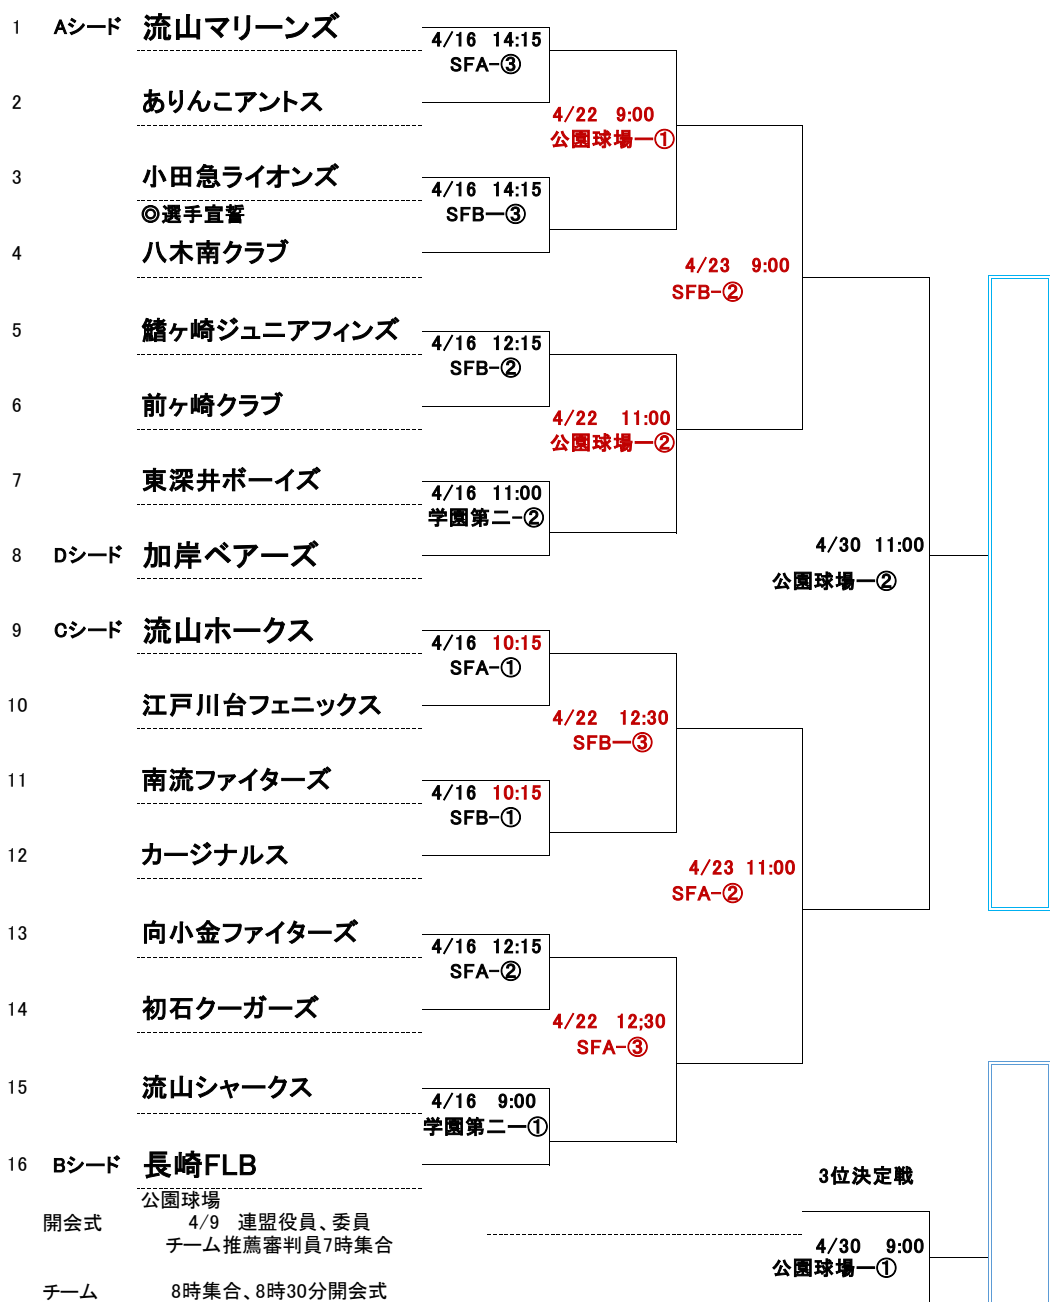 1 Aシード 流山マリーンズ
4/16 14:15
SFA-③
2 ありんこアントス
4/22 9:00
公園球場ー①
3 小田急ライオンズ
4/16 14:15
◎選手宣誓
SFBー③
4 八木南クラブ
4/23 9:00
SFB-②
5 鰭ヶ崎ジュニアフィンズ
4/16 12:15
SFB-②
6 前ヶ崎クラブ
4/22 11:00
公園球場ー②
7 東深井ボーイズ
4/16 11:00
学園第二-②
8 Dシード 加岸ベアーズ
4/30 11:00
公園球場ー②
9 Cシード 流山ホークス
4/16 10:15
SFA-①
10 江戸川台フェニックス
4/22 12:30
SFBー③
11 南流ファイターズ
4/16 10:15
SFB-①
12 カージナルス
4/23 11:00
SFA-②
13 向小金ファイターズ
4/16 12:15
SFA-②
14 初石クーガーズ
4/22 12;30
SFA-③
15 流山シャークス
4/16 9:00
学園第二ー①
16 Bシード 長崎FLB
3位決定戦
公園球場
開会式 4/9 連盟役員、委員
チーム推薦審判員7時集合
4/30 9:00
公園球場ー①
チーム 8時集合、8時30分開会式